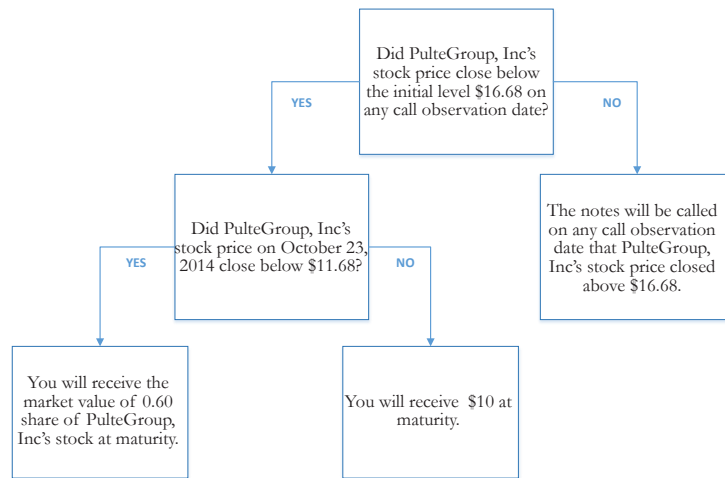 Did PulteGroup, Inc's
stock price close below
the initial level $16.68 on
any call observation date?
YES
NO
Did PulteGroup, Inc's
stock price on October 23,
2014 close below $11.68?
The notes will be called
on any call observation
date that PulteGroup,
Inc's stock price closed
above $16.68.
YES
NO
You will receive the
market value of 0.60
share of PulteGroup,
Inc's stock at maturity.
You will receive  $10 at
maturity.